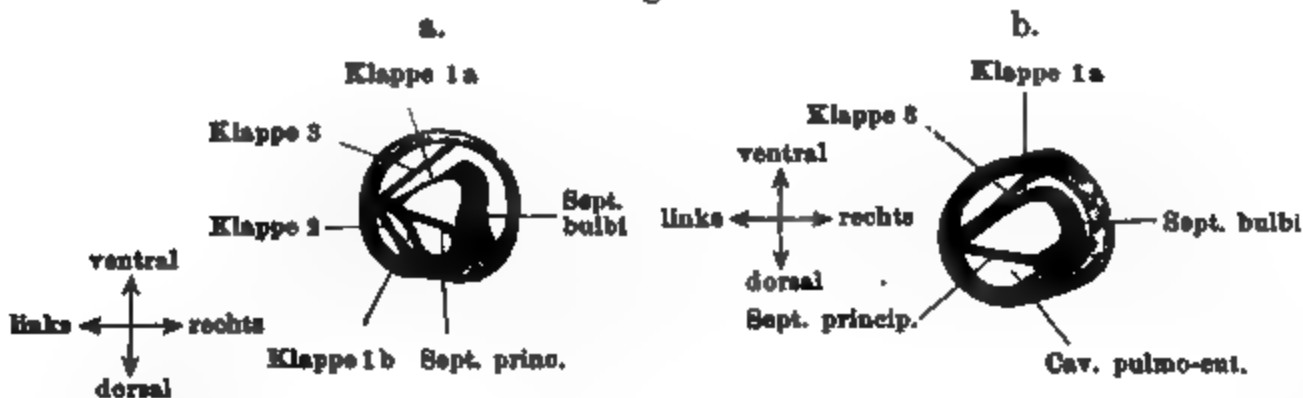 a.
Klappe 1a
Klappe 3
Klappe 2
Sept.
bulbi
ventral
links
rechts
dorsal
Klappe 1b
Sept. princ.
b.
Klappe 1a
Klappe 3
ventral
links
rechts
dorsal
Sept. bulbi
Sept. princip.
Cav. pulmo-cut.